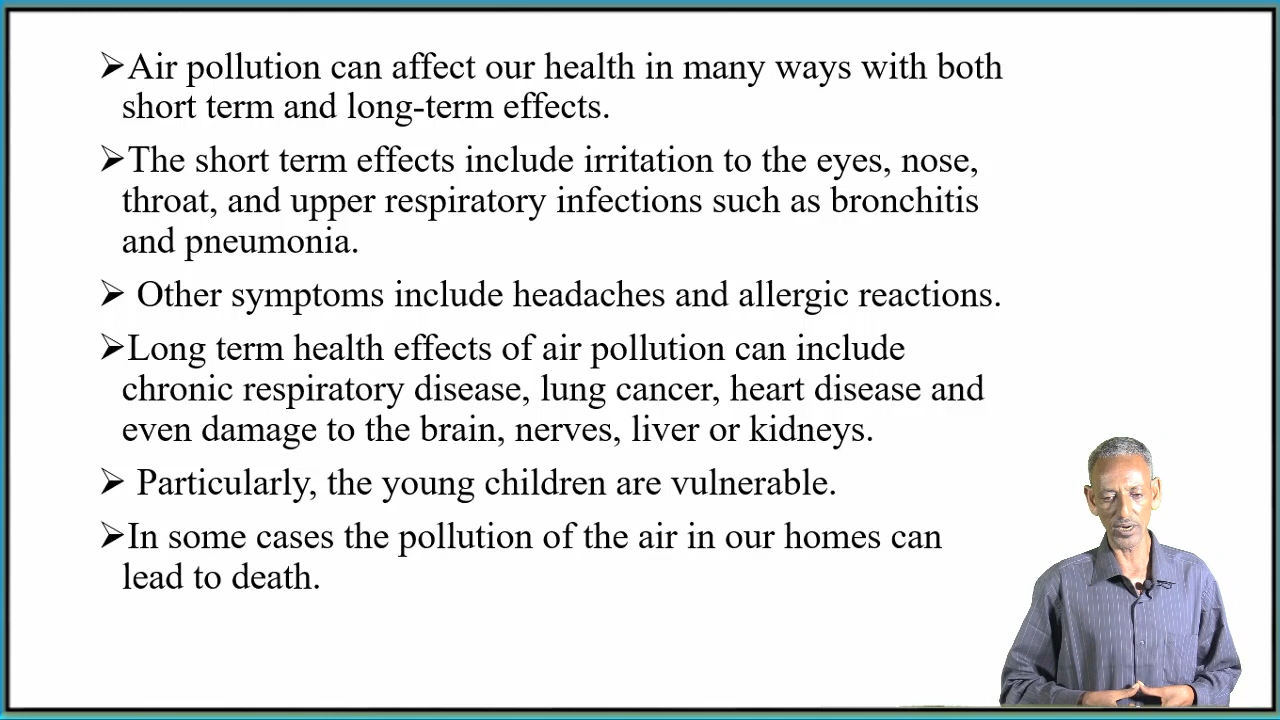 ➢Air pollution can affect our health in many ways with both
short term and long-term effects.
➢The short term effects include irritation to the eyes, nose,
throat, and upper respiratory infections such as bronchitis
and pneumonia.
➢ Other symptoms include headaches and allergic reactions.
➢Long term health effects of air pollution can include
chronic respiratory disease, lung cancer, heart disease and
even damage to the brain, nerves, liver or kidneys.
➢ Particularly, the young children are vulnerable.
➢In some cases the pollution of the air in our homes can
lead to death.